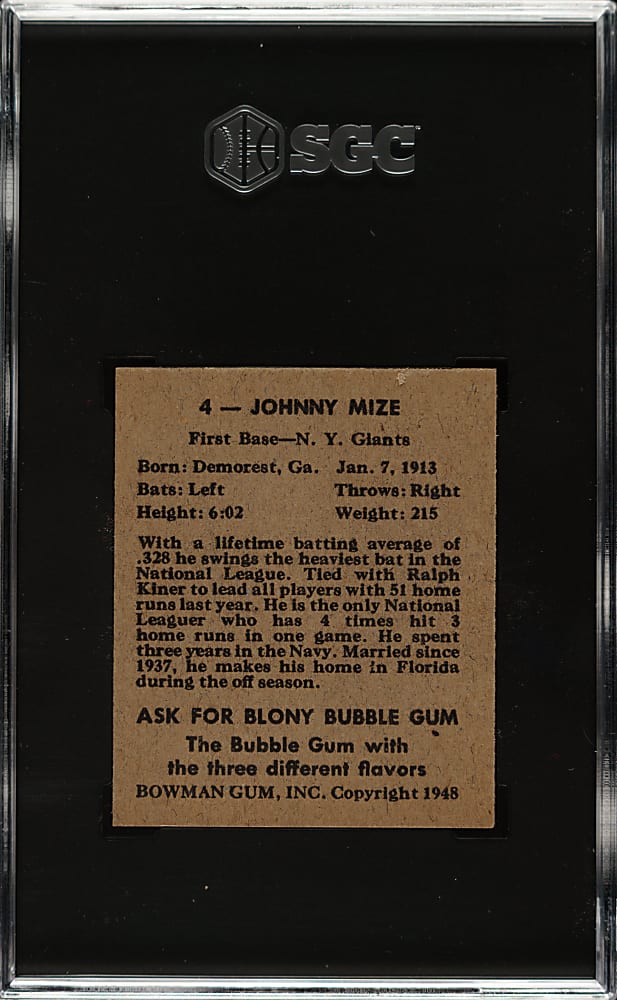 SGC
4 — JOHNNY MIZE
First Base—N. Y. Giants
Born: Demorest, Ga. Jan. 7, 1913
Bats: Left Throws: Right
Height: 6:02 Weight: 215
With a lifetime batting average of
.328 he swings the heaviest bat in the
National League. Tied with Ralph
Kiner to lead all players with 51 home
runs last year. He is the only National
Leaguer who has 4 times hit 3
home runs in one game. He spent
three years in the Navy. Married since
1937, he makes his home in Florida
during the off season.
ASK FOR BLONY BUBBLE GUM
The Bubble Gum with
the three different flavors
BOWMAN GUM, INC. Copyright 1948